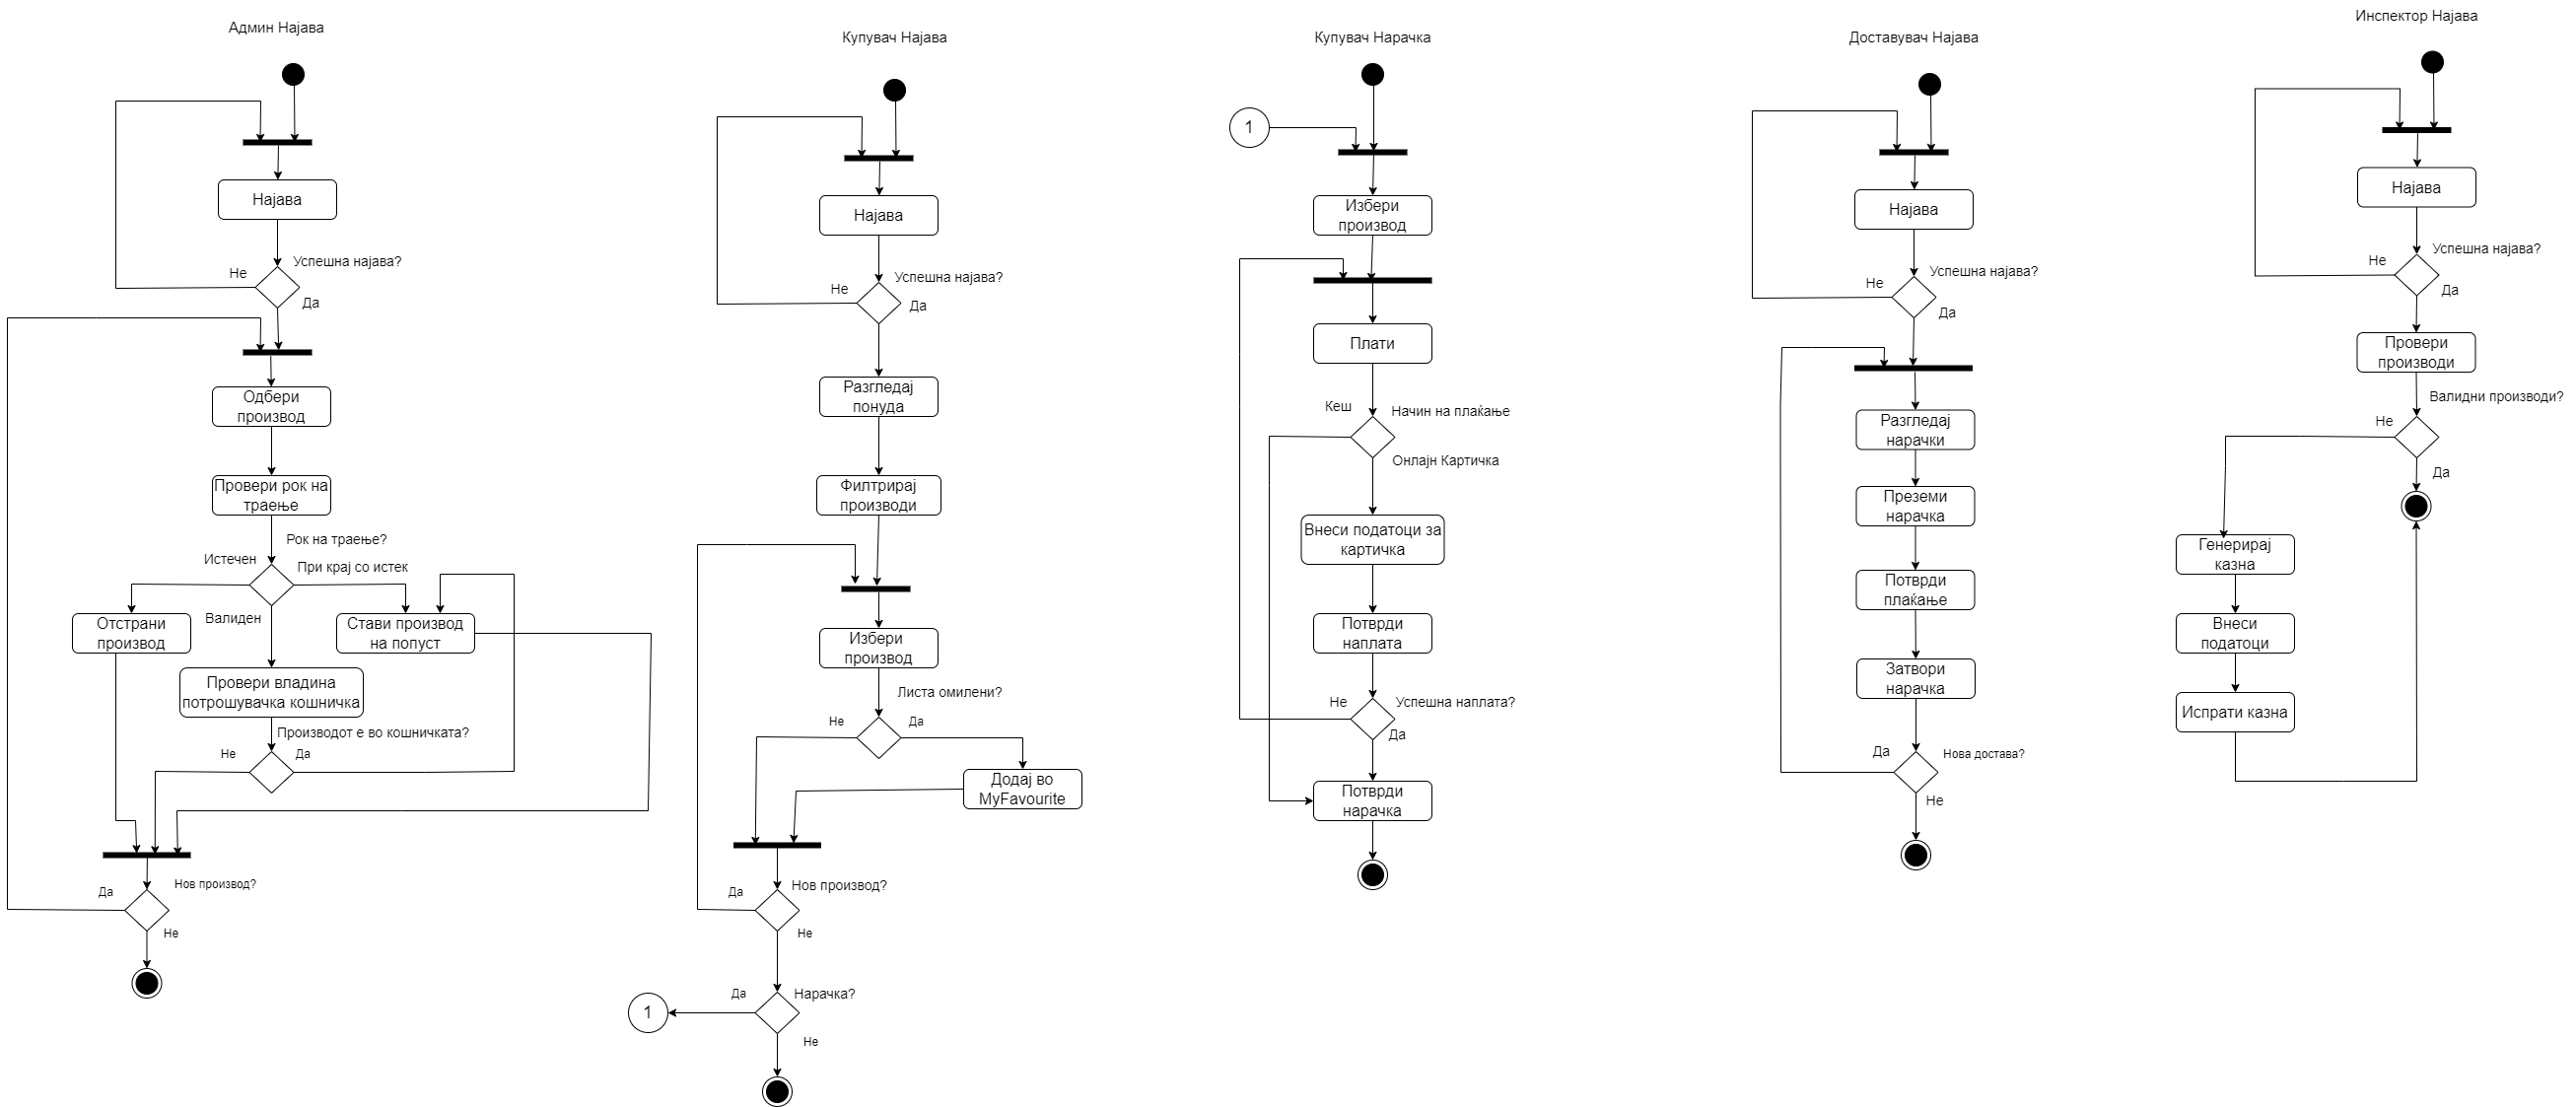 Админ Најава
Најава
Успешна најава?
Не
Да
Одбери
производ
Провери рок на
траење
Рок на траење?
Истечен
При крај со истек
Валиден
Отстрани
производ
Стави производ
на попуст
Провери владина
потрошувачка кошничка
Производот е во кошничката?
Не
Да
Нов производ?
Да
Не
Купувач Најава
Најава
Успешна најава?
Не
Да
Разгледај
понуда
Филтрирај
производи
Избери
производ
Листа омилени?
Не
Да
Додај во
MyFavourite
Нов производ?
Да
Не
Нарачка?
Да
1
Не
Купувач Нарачка
1
Избери
производ
Плати
Кеш
Начин на плаќање
Онлајн Картичка
Внеси податоци за
картичка
Потврди
наплата
Не
Успешна наплата?
Да
Потврди
нарачка
Доставувач Најава
Најава
Успешна најава?
Не
Да
Разгледај
нарачки
Преземи
нарачка
Потврди
плаќање
Затвори
нарачка
Да
Нова достава?
Не
Инспектор Најава
Најава
Успешна најава?
Не
Да
Провери
производи
Валидни производи?
Не
Да
Генерирај
казна
Внеси
податоци
Испрати казна